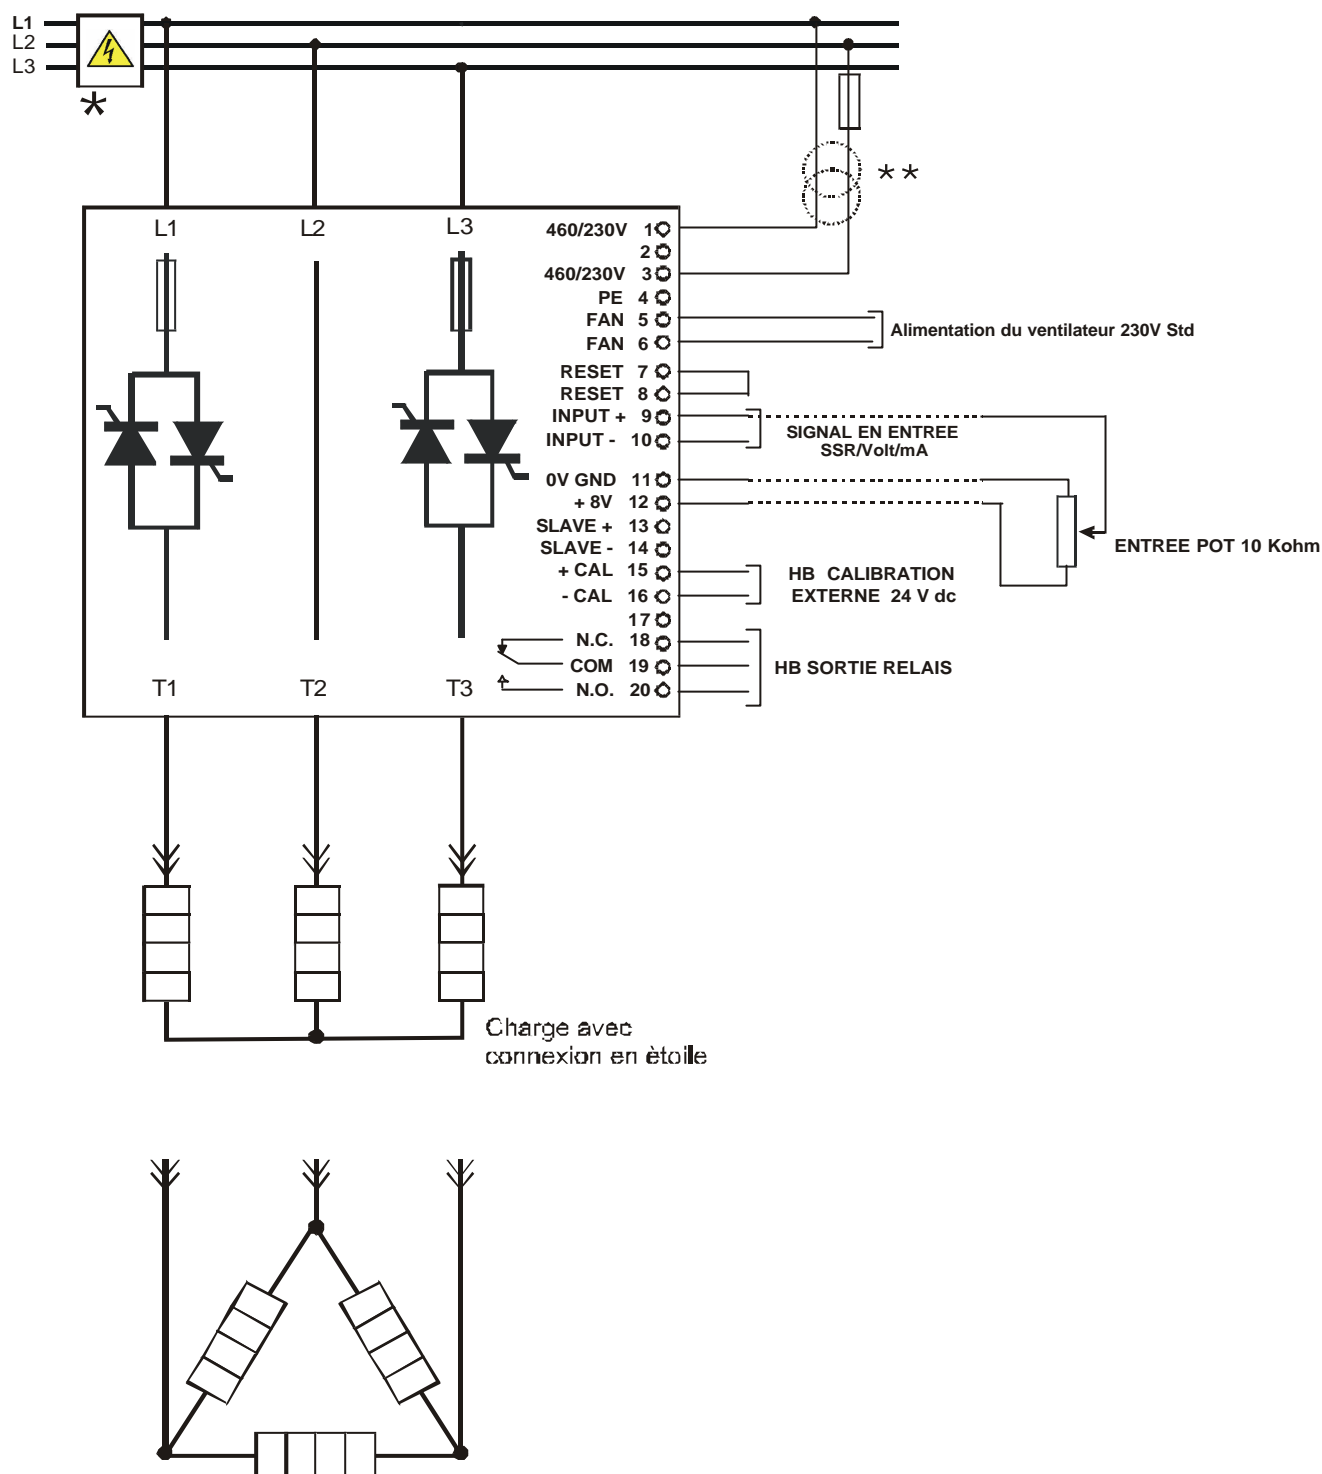 L1
L2
L3
*
**
L1 L2 L3
460/230V 1
2
460/230V 3
PE 4
FAN 5
FAN 6
Alimentation du ventilateur 230V Std
RESET 7
RESET 8
INPUT + 9
INPUT - 10
SIGNAL EN ENTREE
SSR/Volt/mA
0V GND 11
+ 8V 12
SLAVE + 13
SLAVE - 14
ENTREE POT 10 Kohm
+ CAL 15
- CAL 16
HB CALIBRATION
EXTERNE 24 V dc
17
N.C. 18
COM 19
N.O. 20
HB SORTIE RELAIS
T1 T2 T3
Charge avec
connexion en ètoile